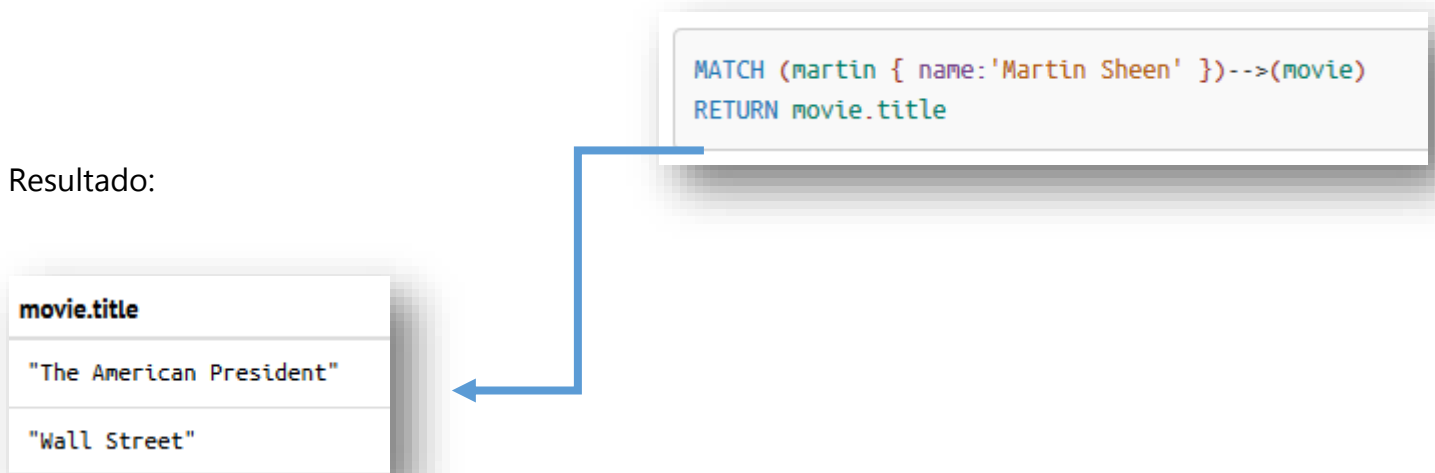 MATCH (martin { name:'Martin Sheen' })-->(movie)
RETURN movie.title
Resultado:
movie.title
"The American President"
"Wall Street"